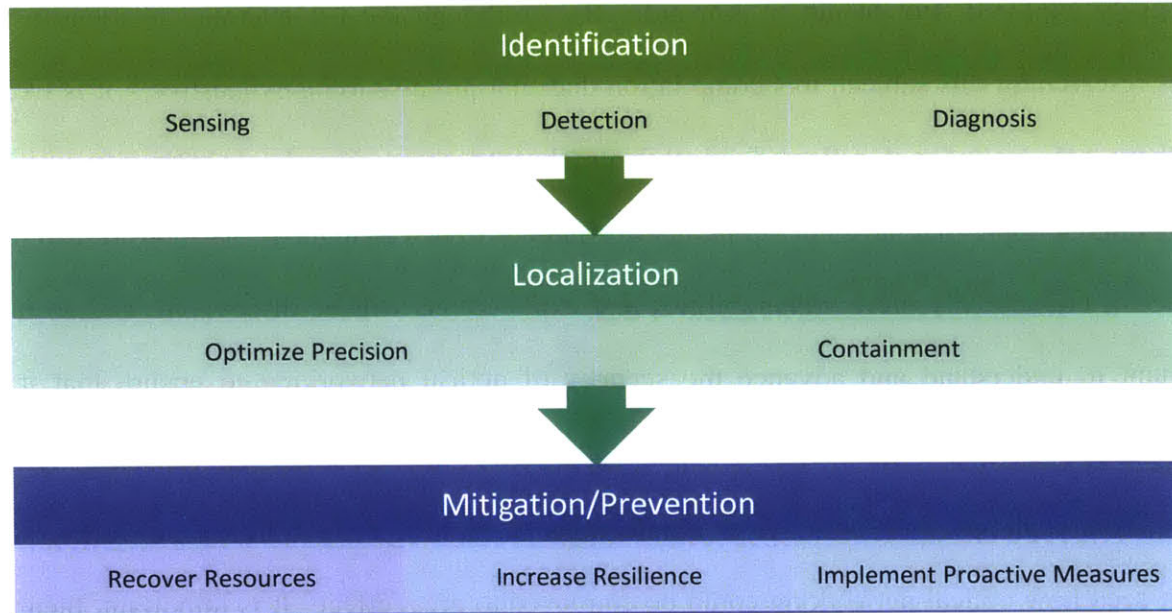 Identification
Sensing Detection Diagnosis
Localization
Optimize Precision Containment
Mitigation/Prevention
Recover Resources Increase Resilience Implement Proactive Measures